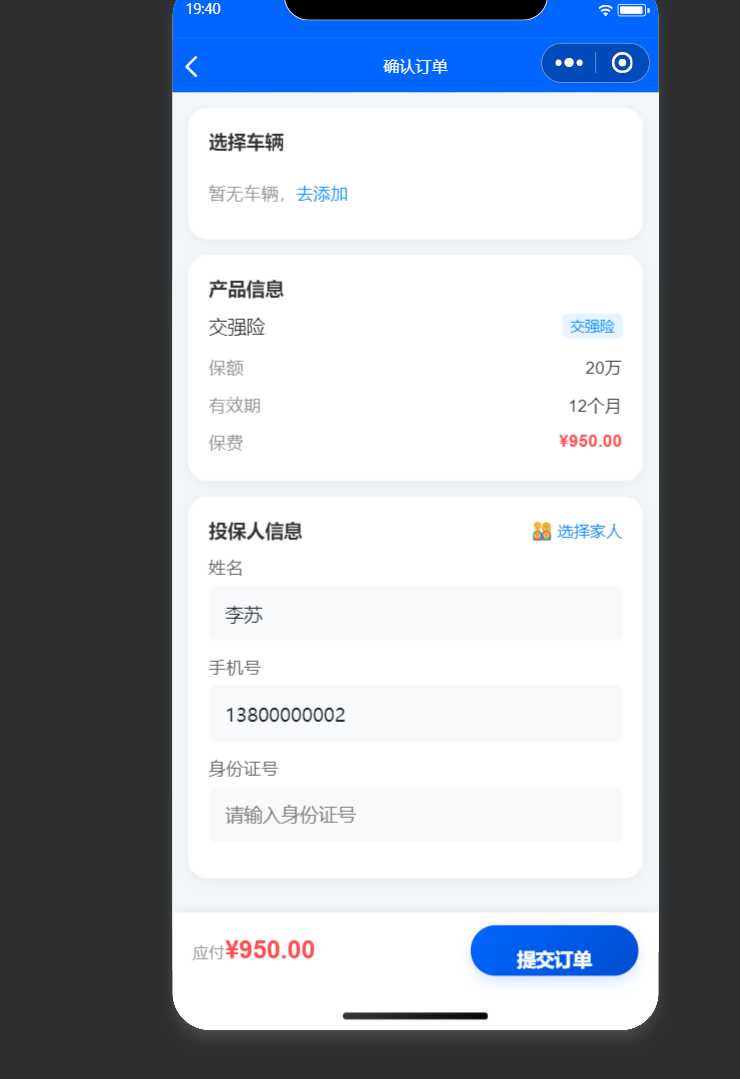 19:40
确认订单
选择车辆
暂无车辆，去添加
产品信息
交强险 交强险
保额 20万
有效期 12个月
保费 ¥950.00
投保人信息 选择家人
姓名
李苏
手机号
13800000002
身份证号
请输入身份证号
应付¥950.00 提交订单